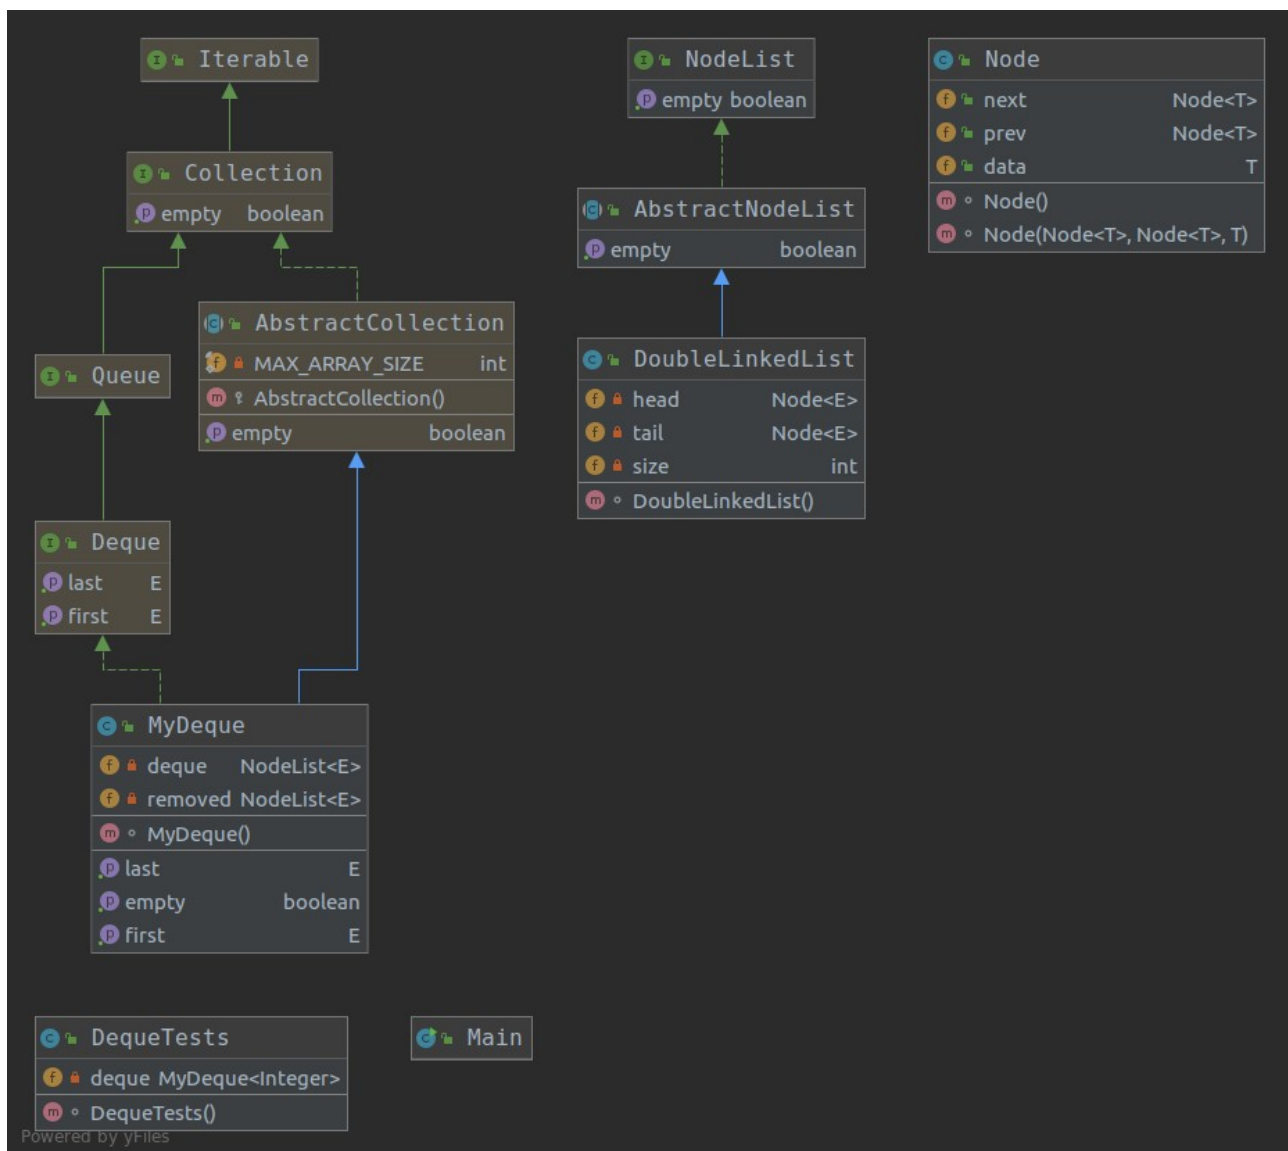 Iterable
Collection
empty boolean
Queue
AbstractCollection
MAX_ARRAY_SIZE int
AbstractCollection()
empty boolean
Deque
last E
first E
MyDeque
deque NodeList<E>
removed NodeList<E>
MyDeque()
last E
empty boolean
first E
NodeList
empty boolean
AbstractNodeList
empty boolean
DoubleLinkedList
head Node<E>
tail Node<E>
size int
DoubleLinkedList()
Node
next Node<T>
prev Node<T>
data T
Node()
Node(Node<T>, Node<T>, T)
DequeTests
deque MyDeque<Integer>
DequeTests()
Main
Powered by yFiles